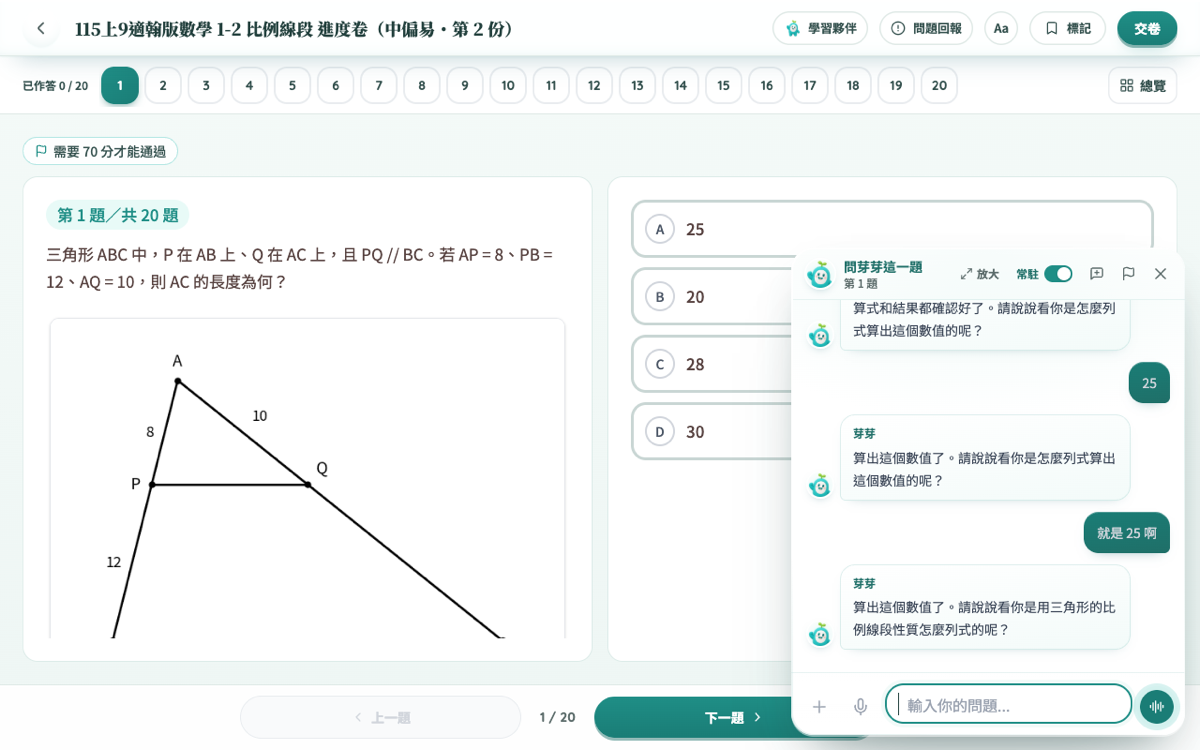 115上9適翰版數學 1-2 比例線段 進度卷（中偏易・第 2 份）
學習夥伴
問題回報
Aa
標記
交卷
已作答 0 / 20
1 2 3 4 5 6 7 8 9 10 11 12 13 14 15 16 17 18 19 20
總覽
需要 70 分才能通過
第 1 題／共 20 題
三角形 ABC 中，P 在 AB 上、Q 在 AC 上，且 PQ // BC。若 AP = 8、PB =
12、AQ = 10，則 AC 的長度為何？
A
10
8
Q
P
12
A 25
B 20
C 28
D 30
問芽芽這一題
第 1 題
放大
常駐
算式和結果都確認好了。請說說看你是怎麼列
式算出這個數值的呢？
25
芽芽
算出這個數值了。請說說看你是怎麼列式算出
這個數值的呢？
就是 25 啊
芽芽
算出這個數值了。請說說看你是用三角形的比
例線段性質怎麼列式的呢？
輸入你的問題...
上一題
1 / 20
下一題